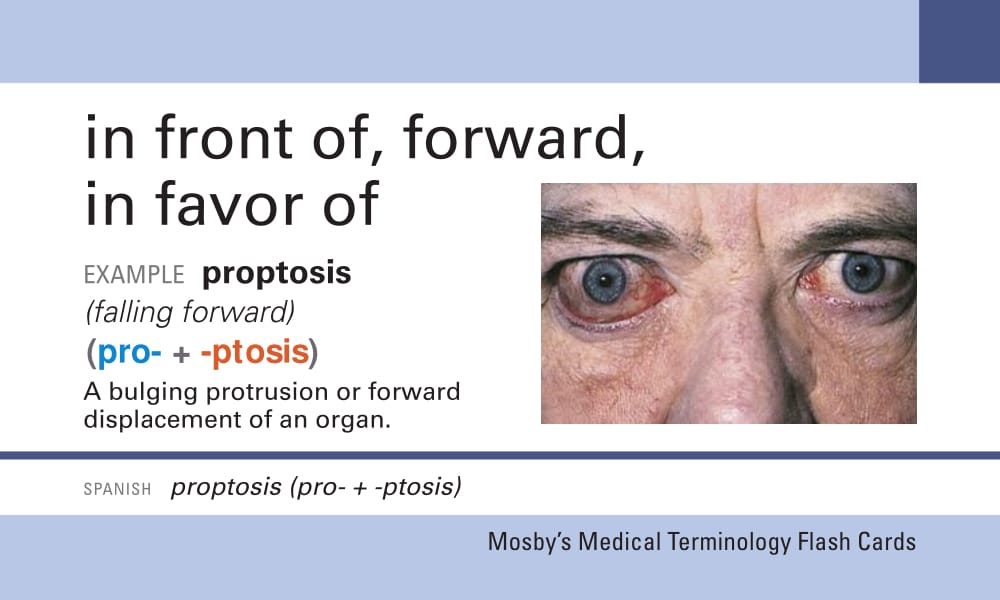 in front of, forward,
in favor of
EXAMPLE proptosis
(falling forward)
(pro- + -ptosis)
A bulging protrusion or forward
displacement of an organ.
SPANISH proptosis (pro- + -ptosis)
Mosby’s Medical Terminology Flash Cards